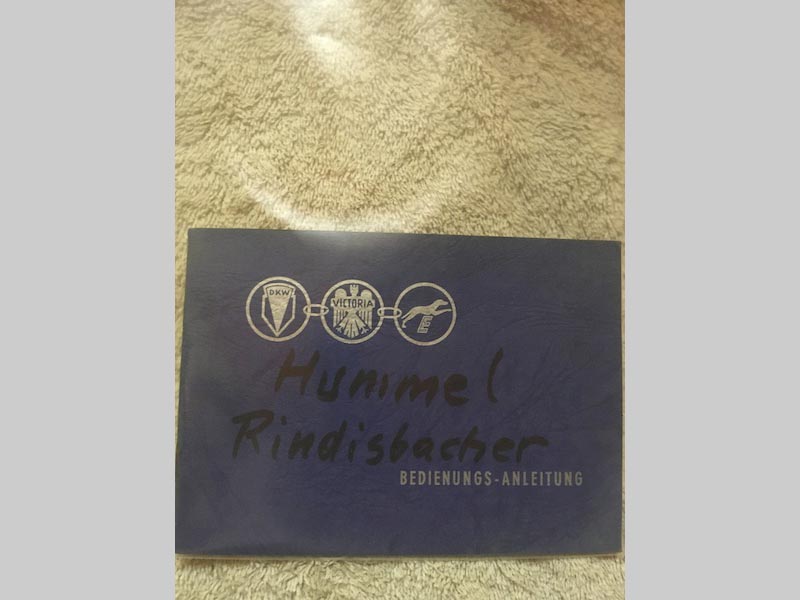 DKW VICTORIA E
Hummel
Rindisbacher
BEDIENUNGS-ANLEITUNG